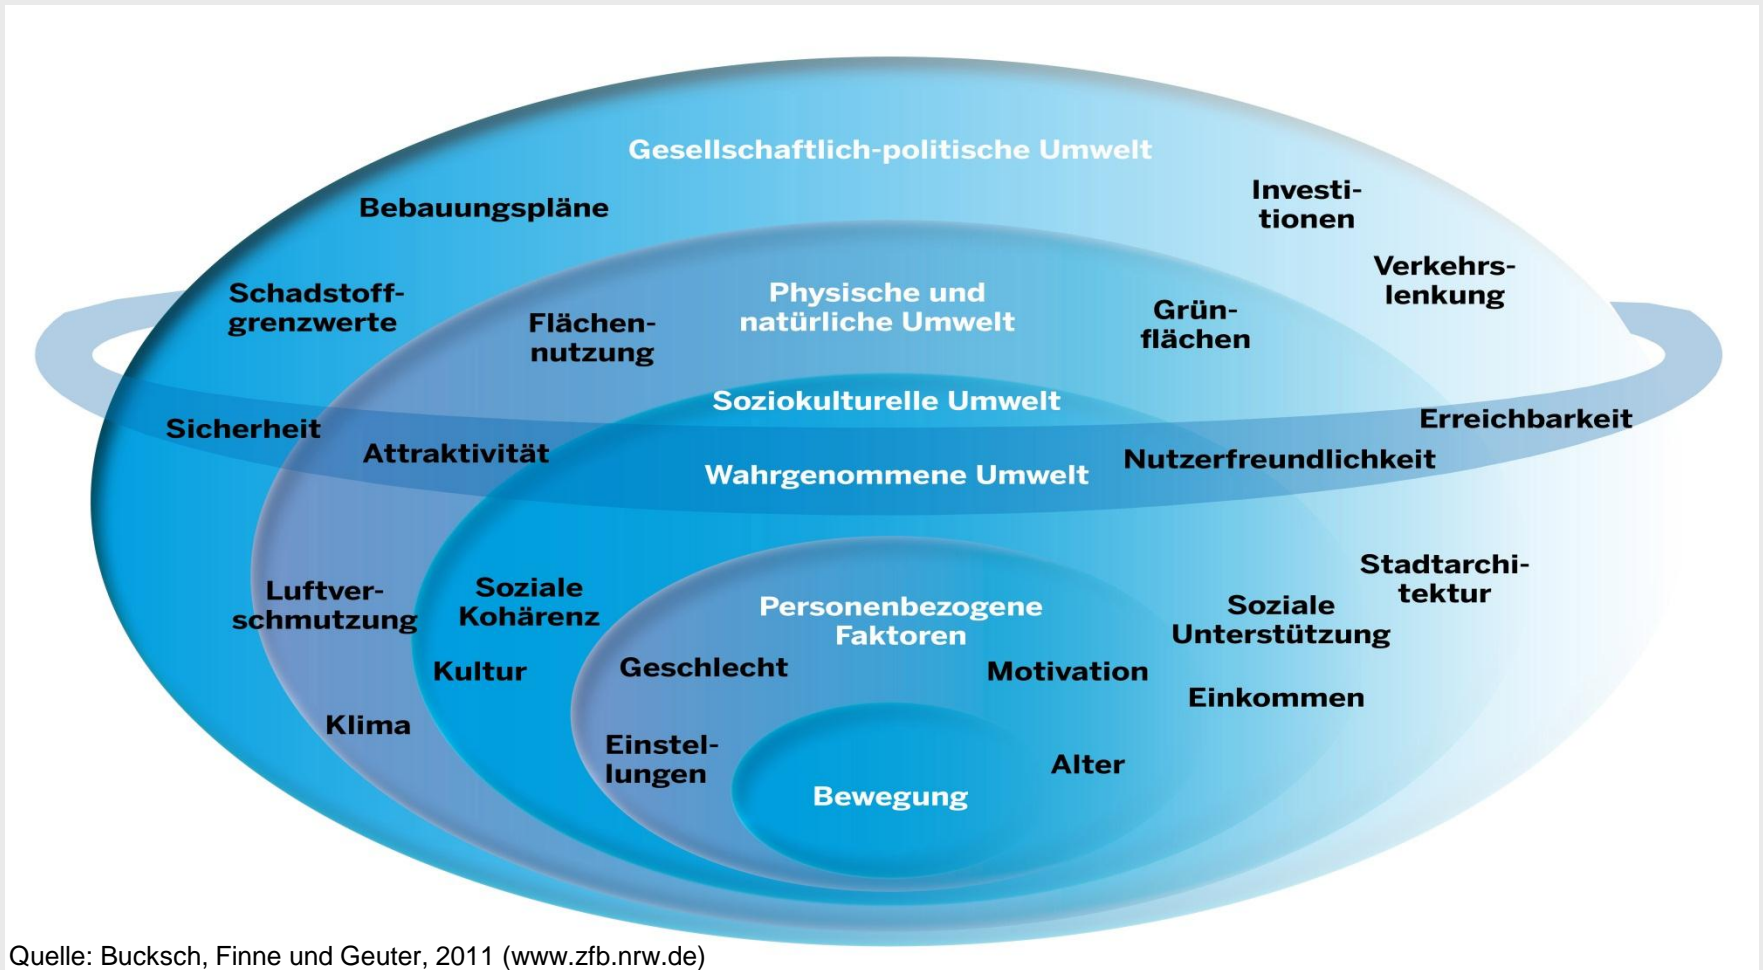 Gesellschaftlich-politische Umwelt
Bebauungspläne
Investi-
tionen
Verkehrs-
lenkung
Schadstoff-
grenzwerte
Physische und
natürliche Umwelt
Flächen-
nutzung
Grün-
flächen
Soziokulturelle Umwelt
Sicherheit
Attraktivität
Wahrgenommene Umwelt
Nutzerfreundlichkeit
Erreichbarkeit
Luftver-
schmutzung
Soziale
Kohärenz
Personenbezogene
Faktoren
Soziale
Unterstützung
Stadtarchi-
tektur
Kultur
Geschlecht
Motivation
Einkommen
Klima
Einstel-
lungen
Alter
Bewegung
Quelle: Bucksch, Finne und Geuter, 2011 (www.zfb.nrw.de)